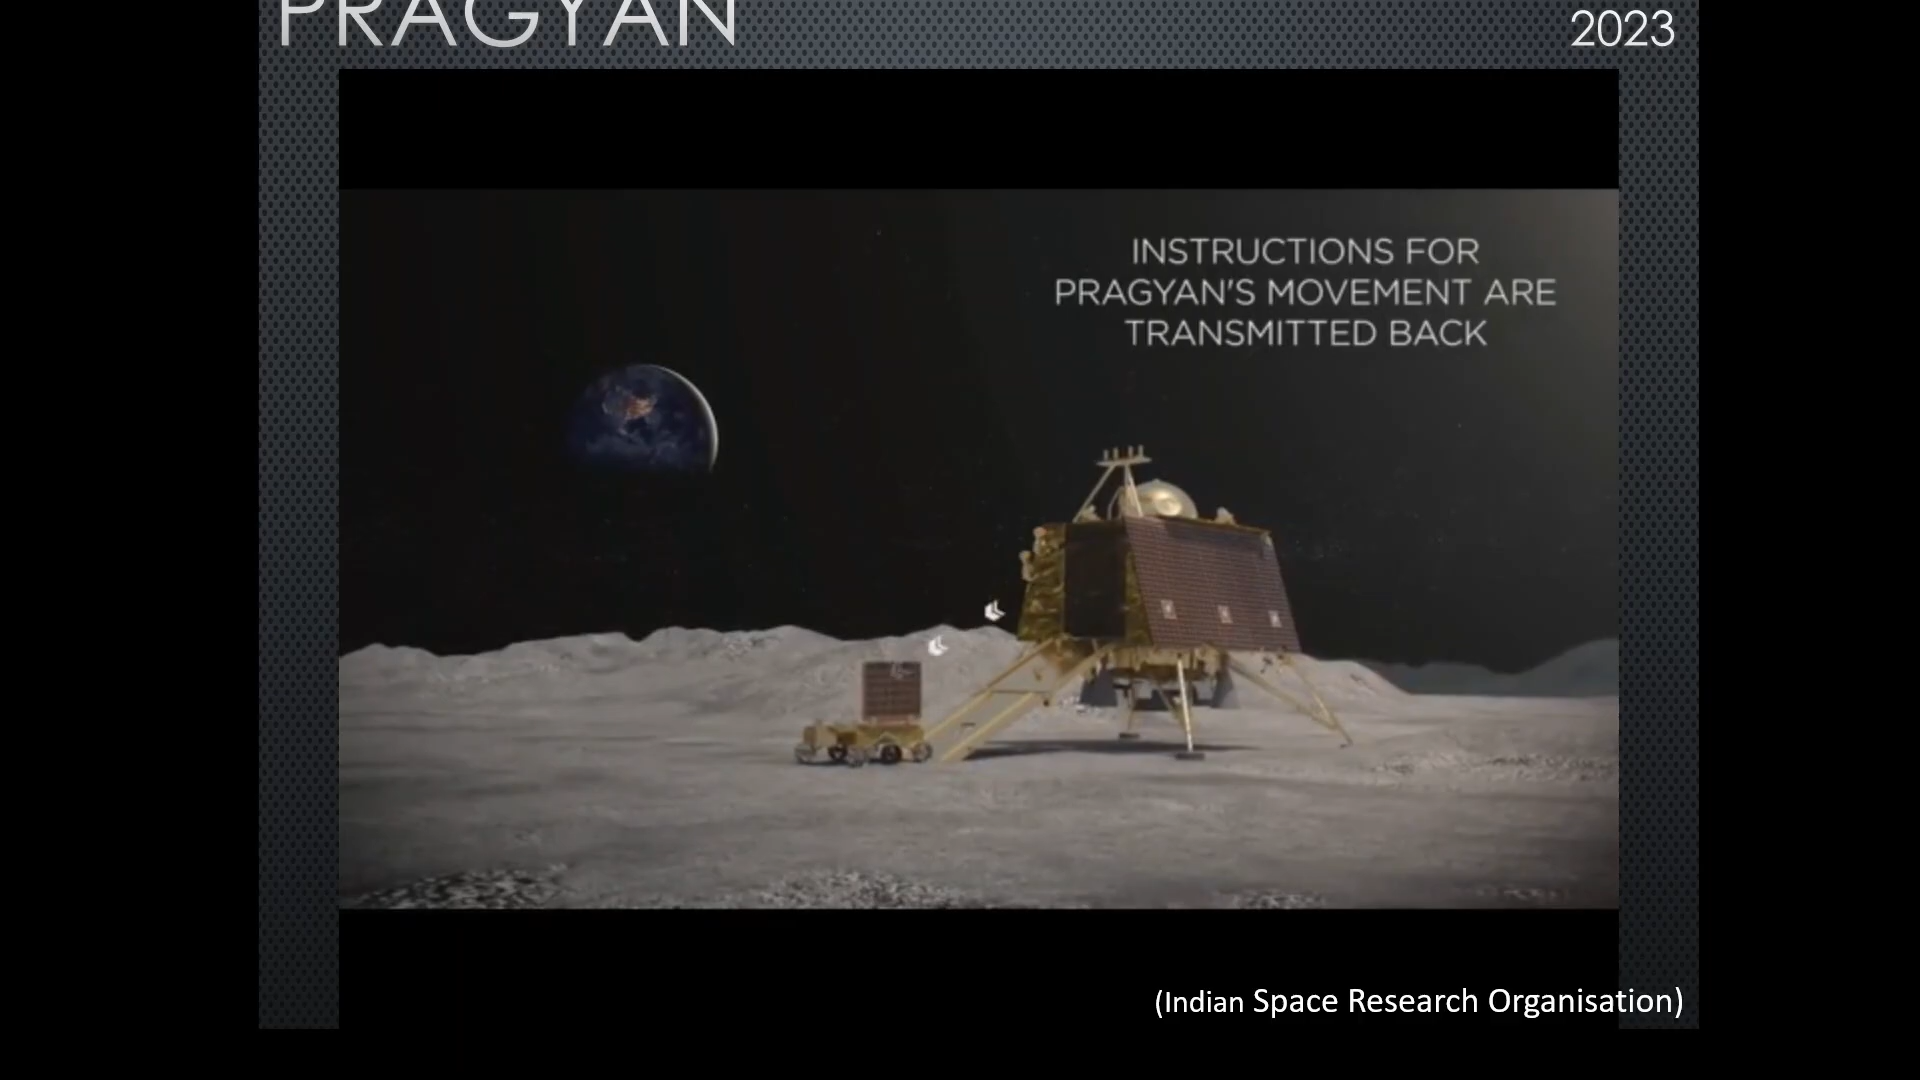 PRAGYAN
2023
INSTRUCTIONS FOR
PRAGYAN'S MOVEMENT ARE
TRANSMITTED BACK
(Indian Space Research Organisation)